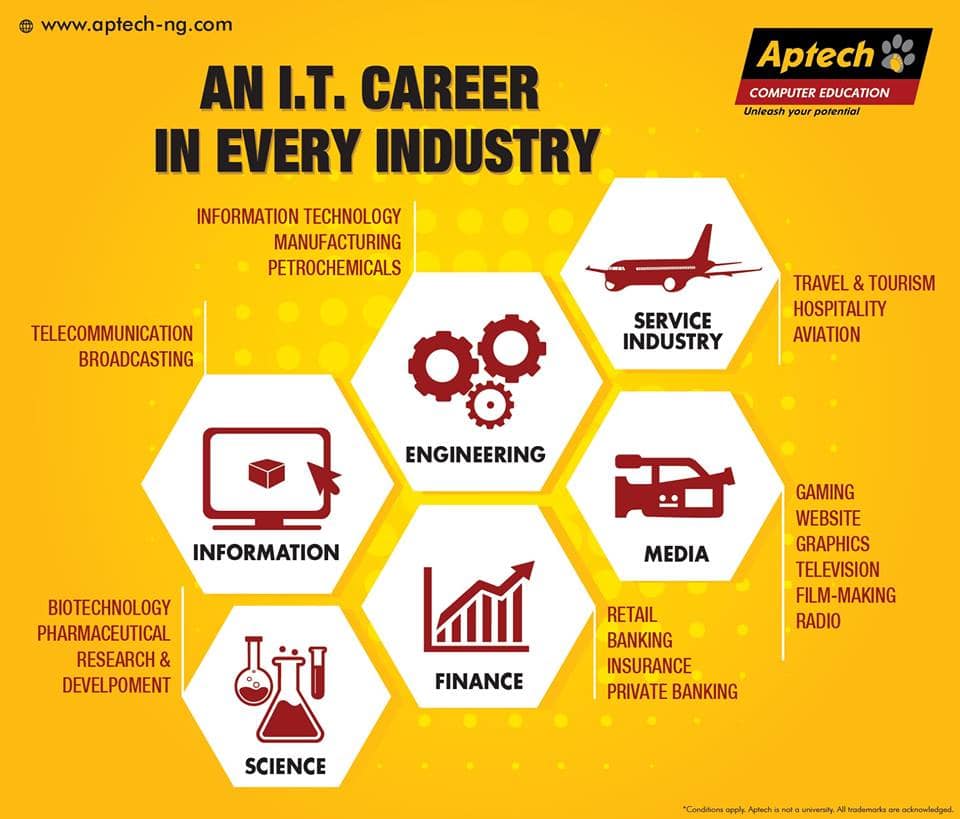 www.aptech-ng.com
Aptech
COMPUTER EDUCATION
Unleash your potential
AN I.T. CAREER
IN EVERY INDUSTRY
INFORMATION TECHNOLOGY
MANUFACTURING
PETROCHEMICALS
ENGINEERING
SERVICE
INDUSTRY
TRAVEL & TOURISM
HOSPITALITY
AVIATION
TELECOMMUNICATION
BROADCASTING
INFORMATION
MEDIA
GAMING
WEBSITE
GRAPHICS
TELEVISION
FILM-MAKING
RADIO
BIOTECHNOLOGY
PHARMACEUTICAL
RESEARCH &
DEVELPOMENT
SCIENCE
FINANCE
RETAIL
BANKING
INSURANCE
PRIVATE BANKING
*Conditions apply. Aptech is not a university. All trademarks are acknowledged.